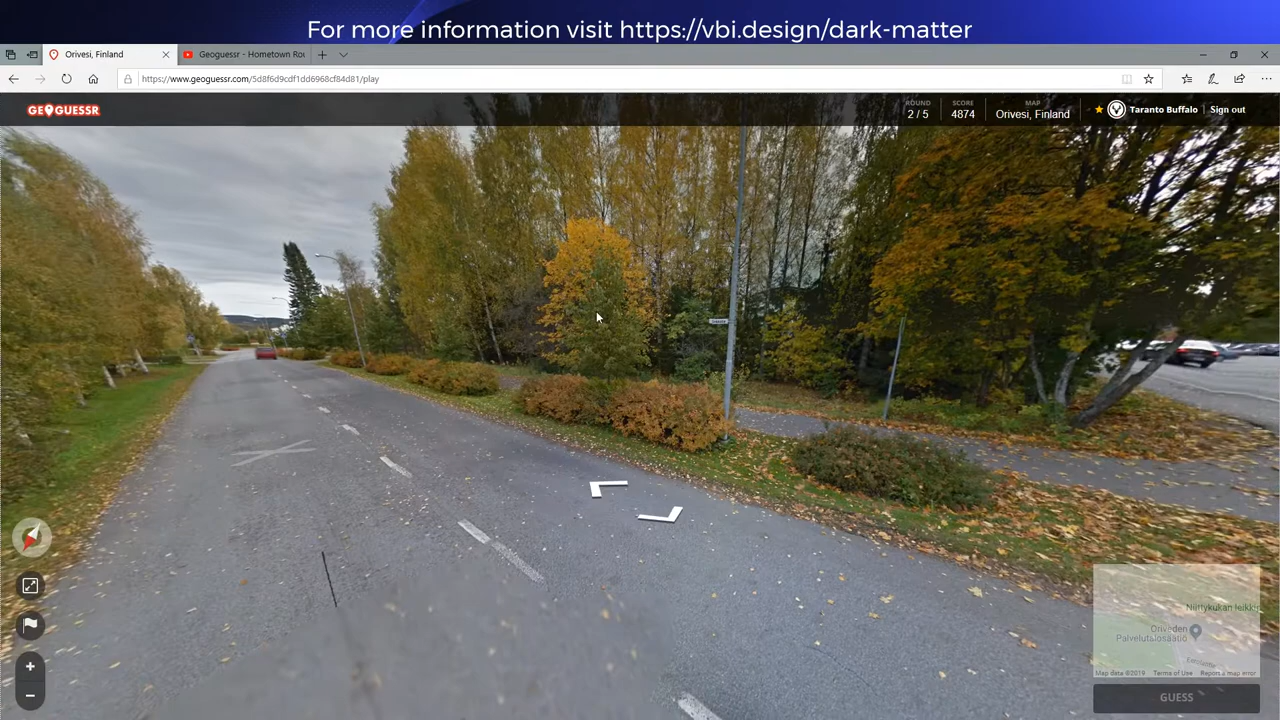 For more information visit https://vbi.design/dark-matter
Orivesi, Finland
Geoguessr - Hometown Rou
https://www.geoguessr.com/5d8f6d9cdf1dd6968cf84d81/play
GEOGUESSR
ROUND
2 / 5
SCORE
4874
MAP
Orivesi, Finland
Taranto Buffalo
Sign out
Niittykukan leikki
Oriveden
Palvelutalosäätiö
Map data ©2019
Terms of Use
Report a map error
GUESS